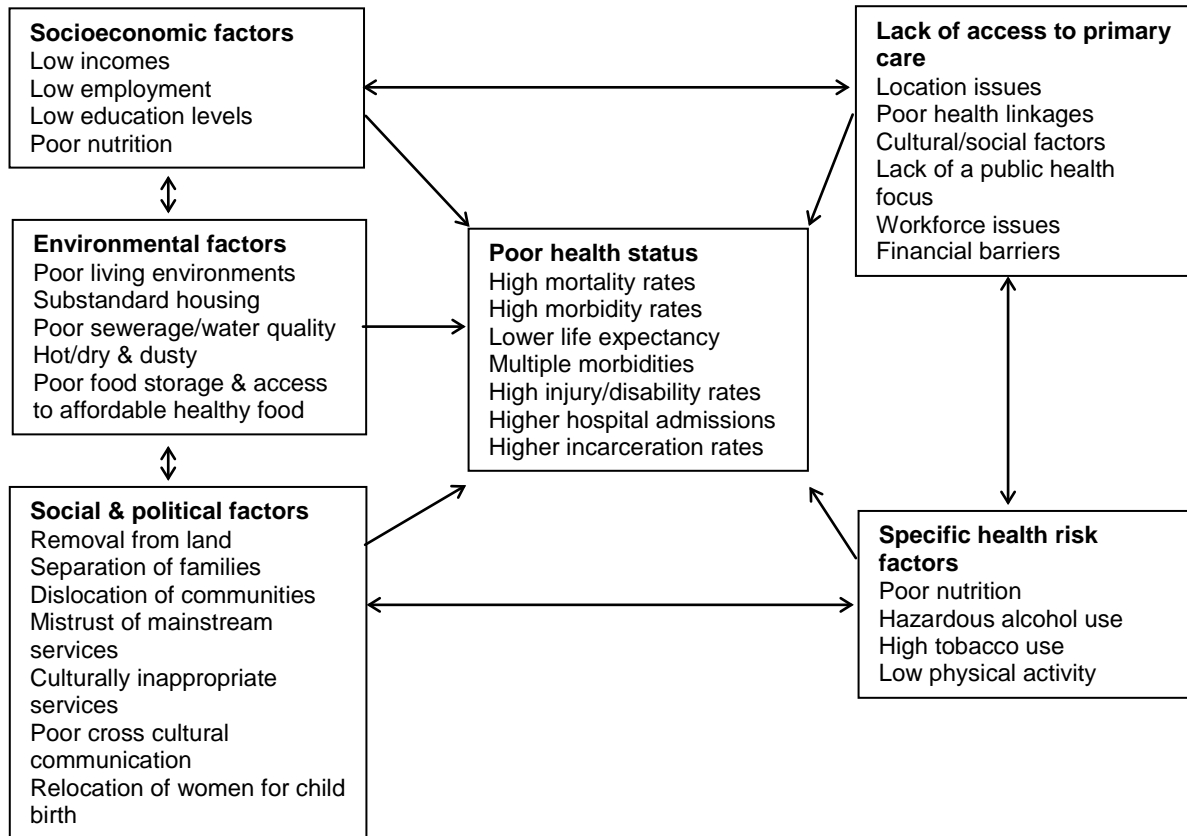 Socioeconomic factors
Low incomes
Low employment
Low education levels
Poor nutrition
Lack of access to primary
care
Location issues
Poor health linkages
Cultural/social factors
Lack of a public health
focus
Workforce issues
Financial barriers
Environmental factors
Poor living environments
Substandard housing
Poor sewerage/water quality
Hot/dry & dusty
Poor food storage & access
to affordable healthy food
Poor health status
High mortality rates
High morbidity rates
Lower life expectancy
Multiple morbidities
High injury/disability rates
Higher hospital admissions
Higher incarceration rates
Social & political factors
Removal from land
Separation of families
Dislocation of communities
Mistrust of mainstream
services
Culturally inappropriate
services
Poor cross cultural
communication
Relocation of women for child
birth
Specific health risk
factors
Poor nutrition
Hazardous alcohol use
High tobacco use
Low physical activity